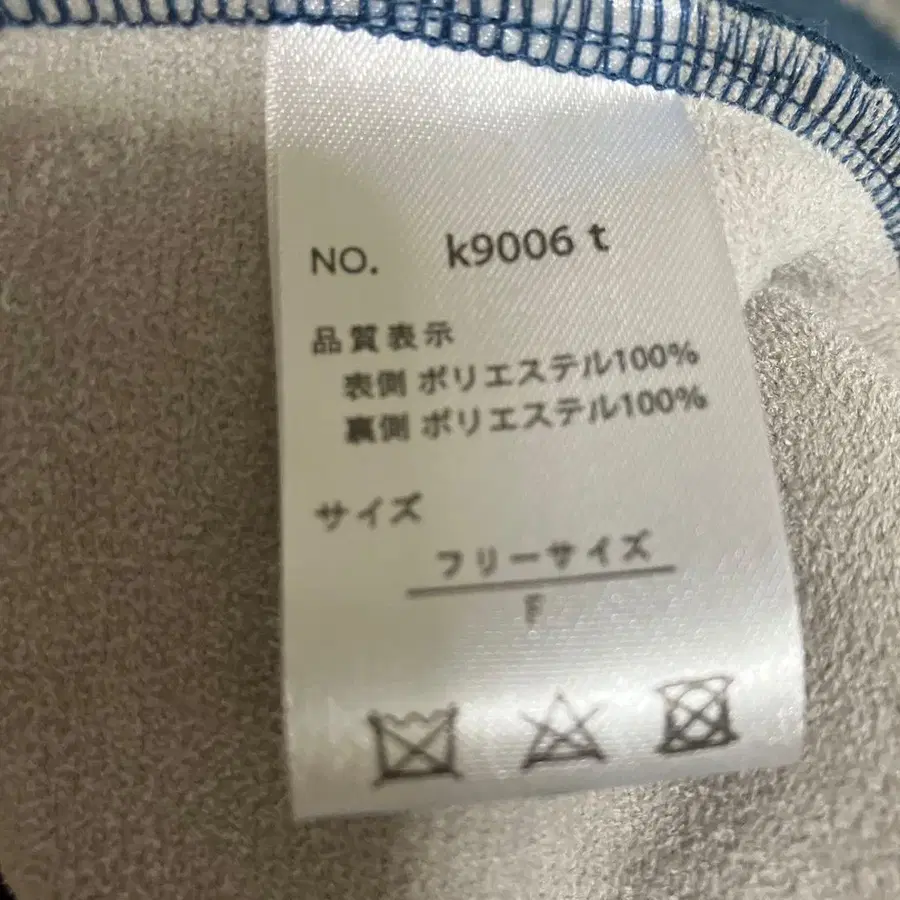 NO. k9006 t
品質表示
表側 ポリエステル100%
裏側 ポリエステル100%
サイズ
フリーサイズ
F